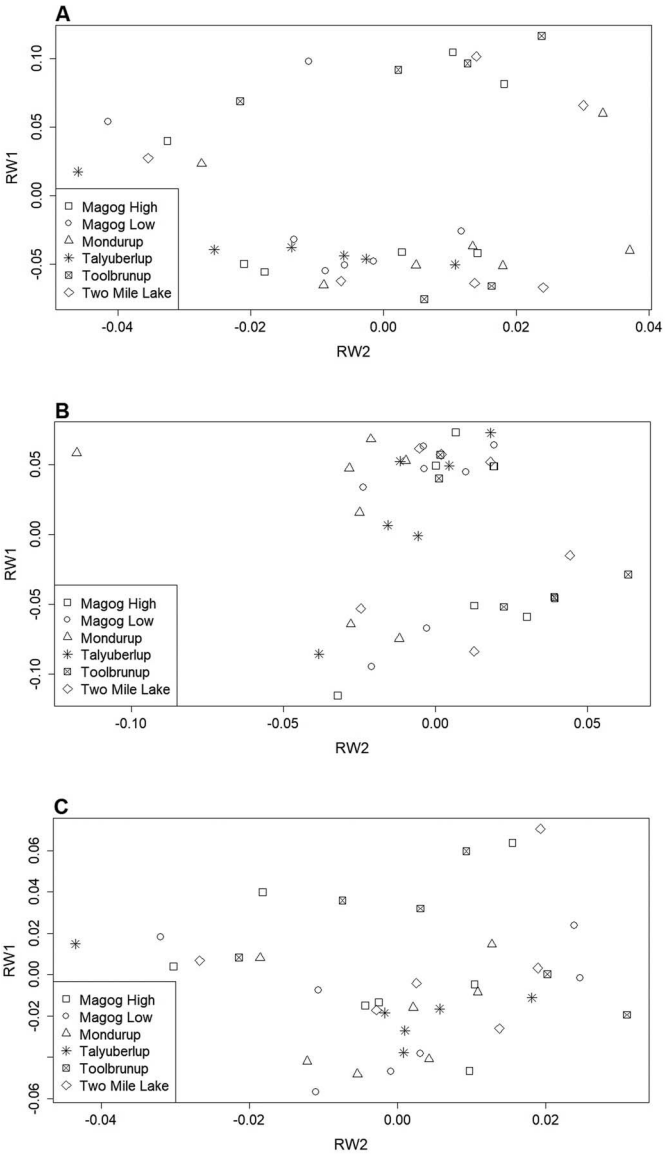 A
0.10
0.05
0.00
-0.05
RW1
Magog High
Magog Low
Mondurup
Talyuberlup
Toolbrunup
Two Mile Lake
-0.04 -0.02 0.00 0.02 0.04
RW2
B
0.05
0.00
-0.05
-0.10
RW1
Magog High
Magog Low
Mondurup
Talyuberlup
Toolbrunup
Two Mile Lake
-0.10 -0.05 0.00 0.05
RW2
C
0.06
0.04
0.02
0.00
-0.02
-0.06
RW1
Magog High
Magog Low
Mondurup
Talyuberlup
Toolbrunup
Two Mile Lake
-0.04 -0.02 0.00 0.02
RW2